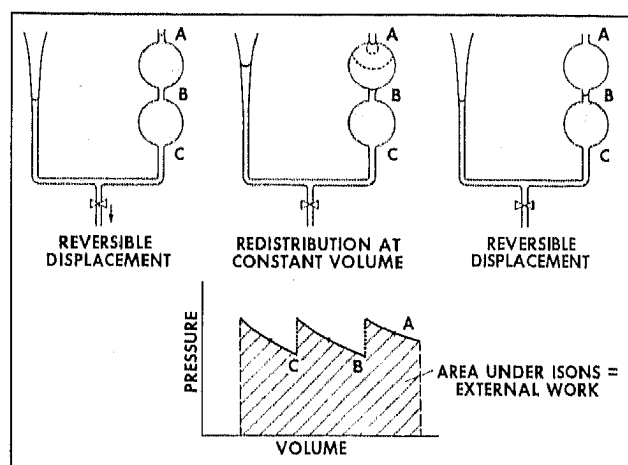 A
A
A
B
B
B
C
C
C
REVERSIBLE
DISPLACEMENT
REDISTRIBUTION AT
CONSTANT VOLUME
REVERSIBLE
DISPLACEMENT
PRESSURE
A
C
B
AREA UNDER ISONS =
EXTERNAL WORK
VOLUME